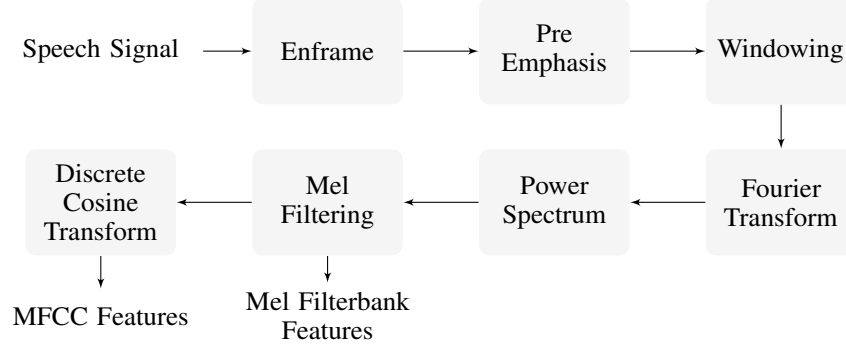 Speech Signal
Enframe
Pre
Emphasis
Windowing
Discrete
Cosine
Transform
Mel
Filtering
Power
Spectrum
Fourier
Transform
MFCC Features
Mel Filterbank
Features